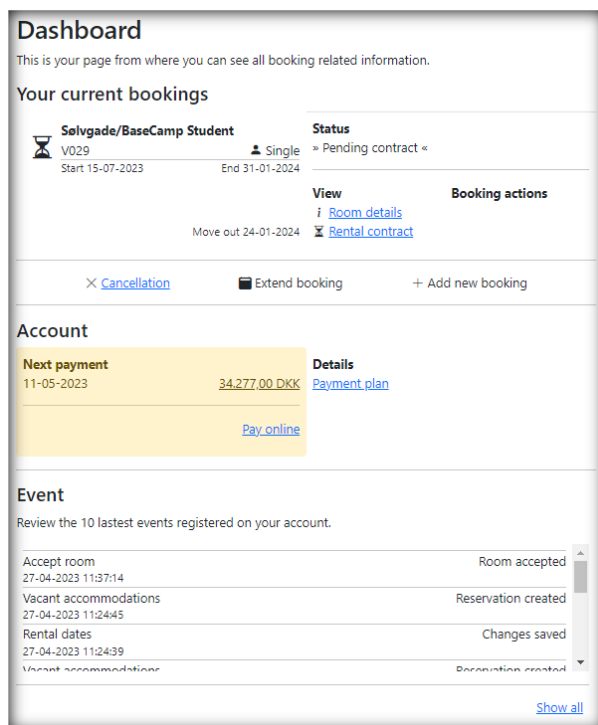 Dashboard
This is your page from where you can see all booking related information.
Your current bookings
Sølvgade/BaseCamp Student
V029 Single
Start 15-07-2023 End 31-01-2024
Move out 24-01-2024
Status
» Pending contract «
View Booking actions
i Room details
Rental contract
Cancellation Extend booking + Add new booking
Account
Next payment
11-05-2023 34.277,00 DKK
Pay online
Details
Payment plan
Event
Review the 10 lastest events registered on your account.
Accept room Room accepted
27-04-2023 11:37:14
Vacant accommodations Reservation created
27-04-2023 11:24:45
Rental dates Changes saved
27-04-2023 11:24:39
Vacant accommodations Reservation created
Show all